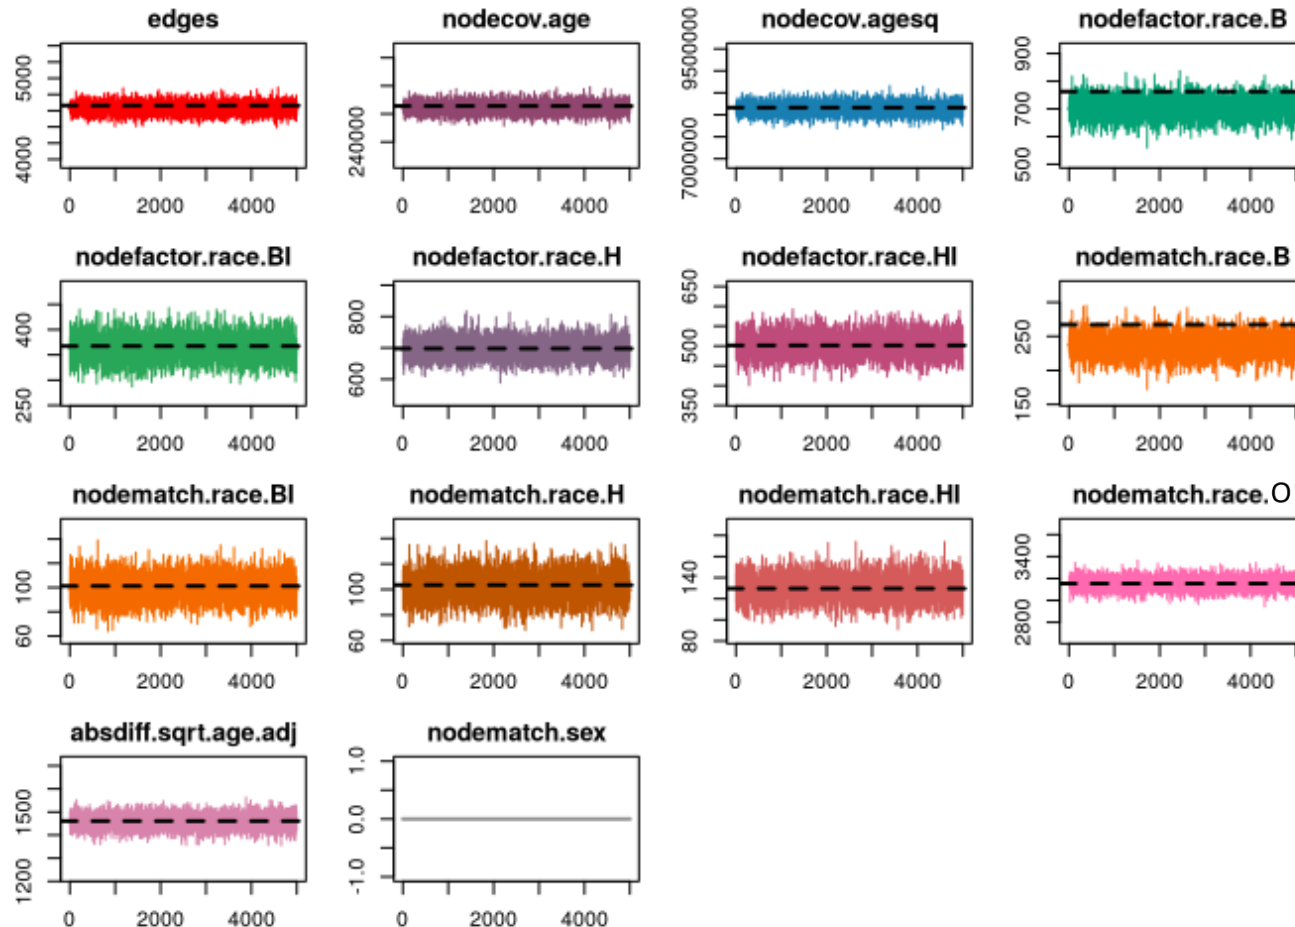 edges nodecov.age nodecov.agesq nodefactor.race.B
4000 5000 240000 7000000 9500000 500 700 900
0 2000 4000 0 2000 4000 0 2000 4000 0 2000 4000
nodefactor.race.BI nodefactor.race.H nodefactor.race.HI nodematch.race.B
250 400 600 800 350 500 650 150 250
0 2000 4000 0 2000 4000 0 2000 4000 0 2000 4000
nodematch.race.BI nodematch.race.H nodematch.race.HI nodematch.race.O
60 100 60 100 80 140 2800 3400
0 2000 4000 0 2000 4000 0 2000 4000 0 2000 4000
absdiff.sqrt.age.adj nodematch.sex
1200 1500 -1.0 0.0 1.0
0 2000 4000 0 2000 4000